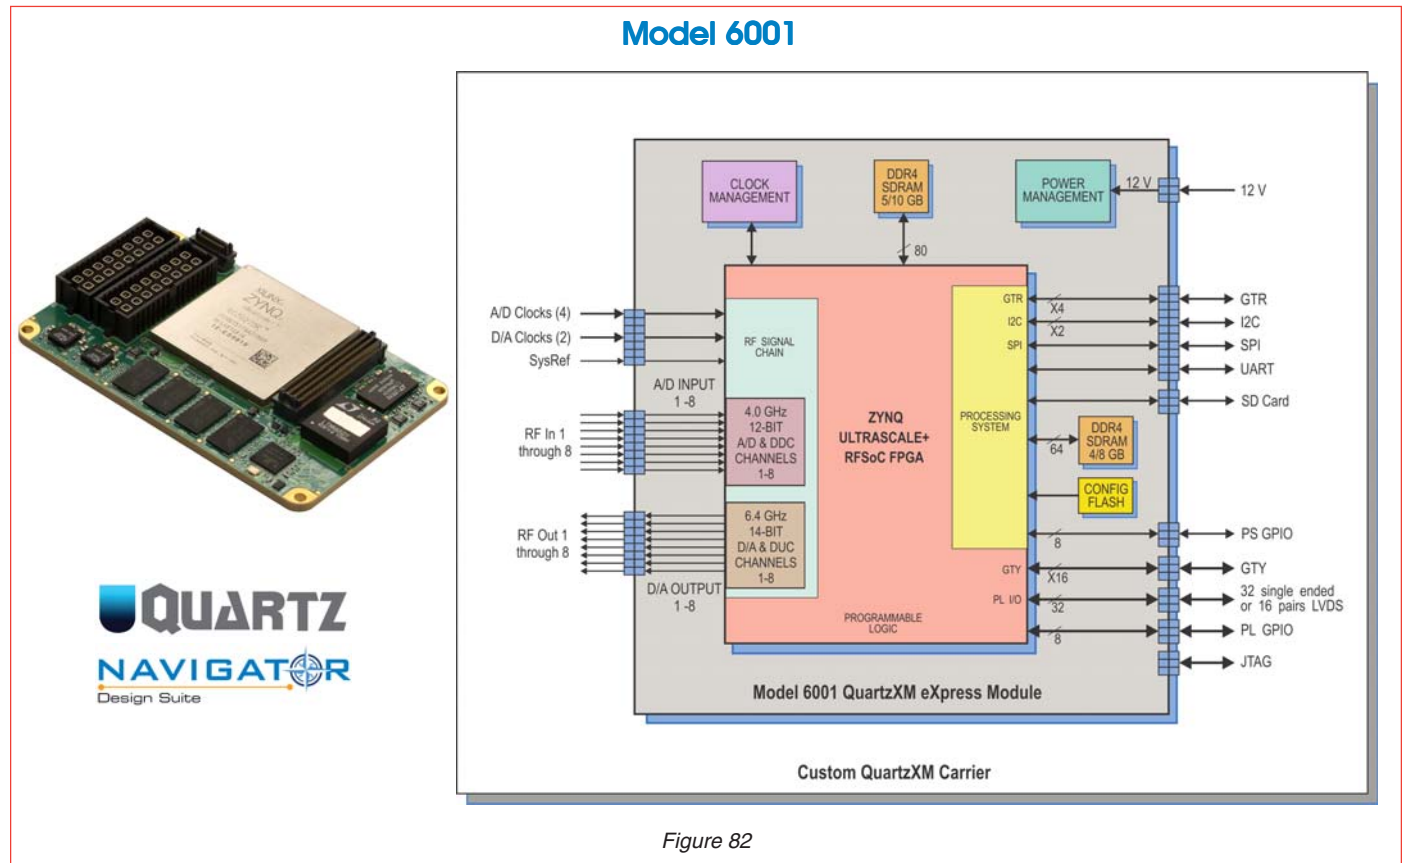 Model 6001
XILINX
ZYNQ
QUARTZ
NAVIGATOR
Design Suite
CLOCK
MANAGEMENT
DDR4
SDRAM
5/10 GB
POWER
MANAGEMENT
12 V
12 V
80
A/D Clocks (4)
D/A Clocks (2)
SysRef
RF SIGNAL
CHAIN
A/D INPUT
1 -8
RF In 1
through 8
4.0 GHz
12-BIT
A/D & DDC
CHANNELS
1-8
RF Out 1
through 8
6.4 GHz
14-BIT
D/A & DUC
CHANNELS
1-8
D/A OUTPUT
1 -8
ZYNQ
ULTRASCALE+
RFSoC FPGA
PROCESSING
SYSTEM
GTR
X4
GTR
I2C
X2
I2C
SPI
SPI
UART
SD Card
64
DDR4
SDRAM
4/8 GB
CONFIG
FLASH
8
PS GPIO
GTY
X16
GTY
PL I/O
32
32 single ended
or 16 pairs LVDS
8
PL GPIO
JTAG
PROGRAMMABLE
LOGIC
Model 6001 QuartzXM eXpress Module
Custom QuartzXM Carrier
Figure 82